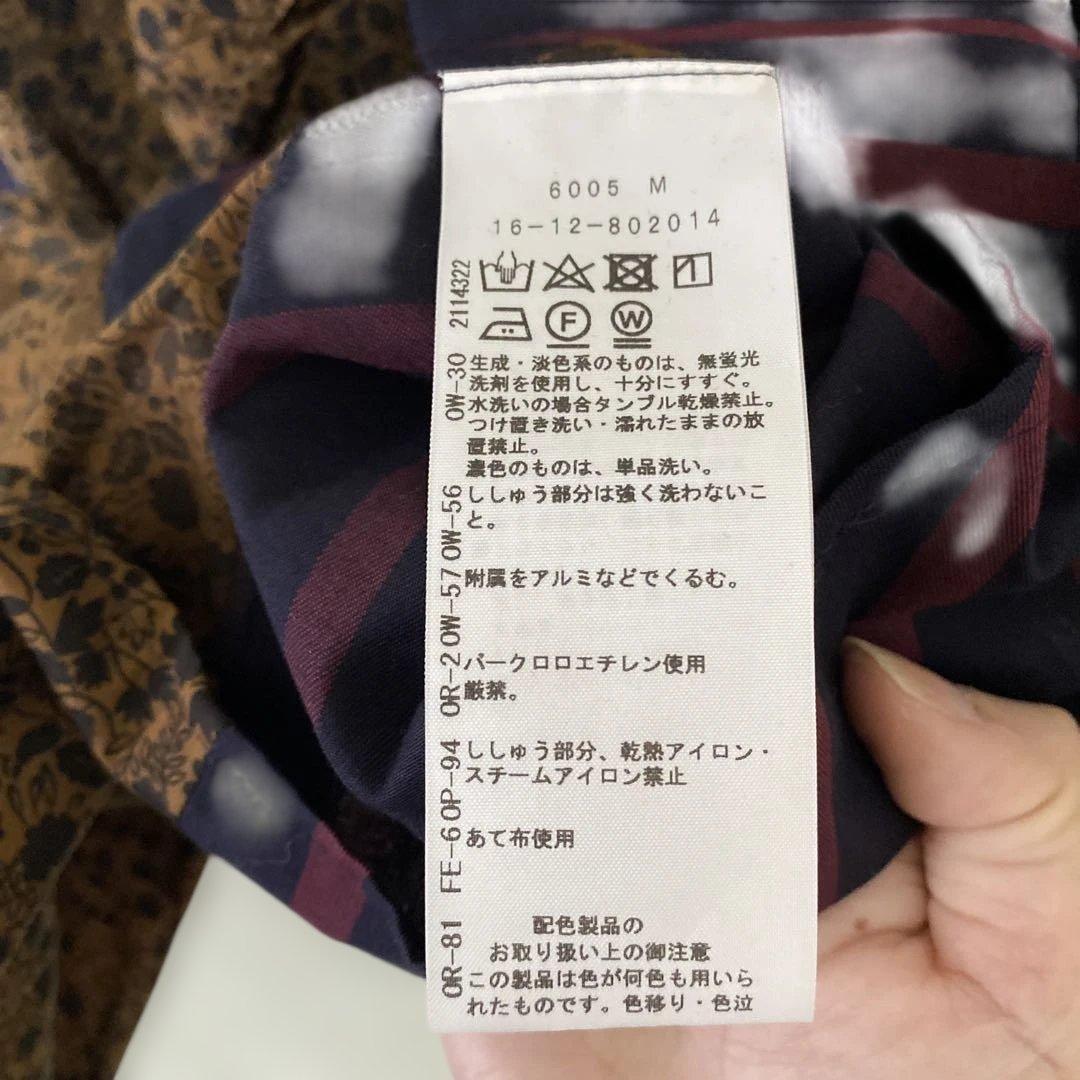 6005 M
16-12-802014
2114322
F W
OW-30
生成・淡色系のものは、無蛍光
洗剤を使用し、十分にすすぐ。
水洗いの場合タンブル乾燥禁止。
つけ置き洗い・濡れたままの放
置禁止。
濃色のものは、単品洗い。
OW-56
ししゅう部分は強く洗わないこ
と。
OW-57
附属をアルミなどでくるむ。
OR-2
パークロロエチレン使用
厳禁。
OP-94
ししゅう部分、乾熱アイロン・
スチームアイロン禁止
FE-6
あて布使用
OR-81
配色製品の
お取り扱い上の御注意
この製品は色が何色も用いら
れたものです。色移り・色泣